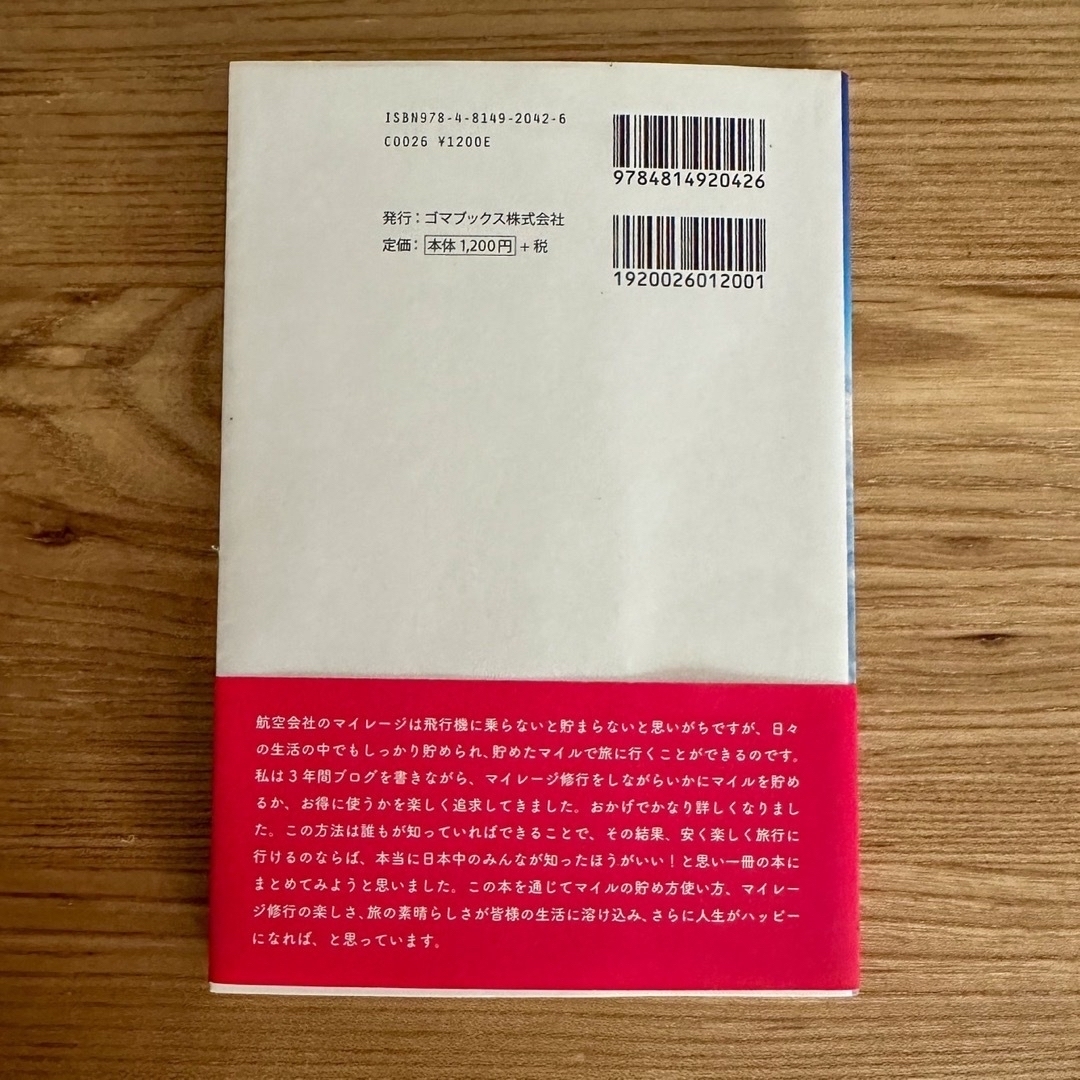 ISBN978-4-8149-2042-6
C0026 ¥1200E
9784814920426
発行：ゴマブックス株式会社
定価：本体1,200円+税
1920026012001
航空会社のマイレージは飛行機に乗らないと貯まらないと思いがちですが、日々
の生活の中でもしっかり貯められ、貯めたマイルで旅に行くことができるのです。
私は３年間ブログを書きながら、マイレージ修行をしながらいかにマイルを貯め
るか、お得に使うかを楽しく追求してきました。おかげでかなり詳しくなりまし
た。この方法は誰もが知っていればできることで、その結果、安く楽しく旅行に
行けるのならば、本当に日本中のみんなが知ったほうがいい！と思い一冊の本に
まとめてみようと思いました。この本を通じてマイルの貯め方使い方、マイレー
ジ修行の楽しさ、旅の素晴らしさが皆様の生活に溶け込み、さらに人生がハッピー
になれば、と思っています。